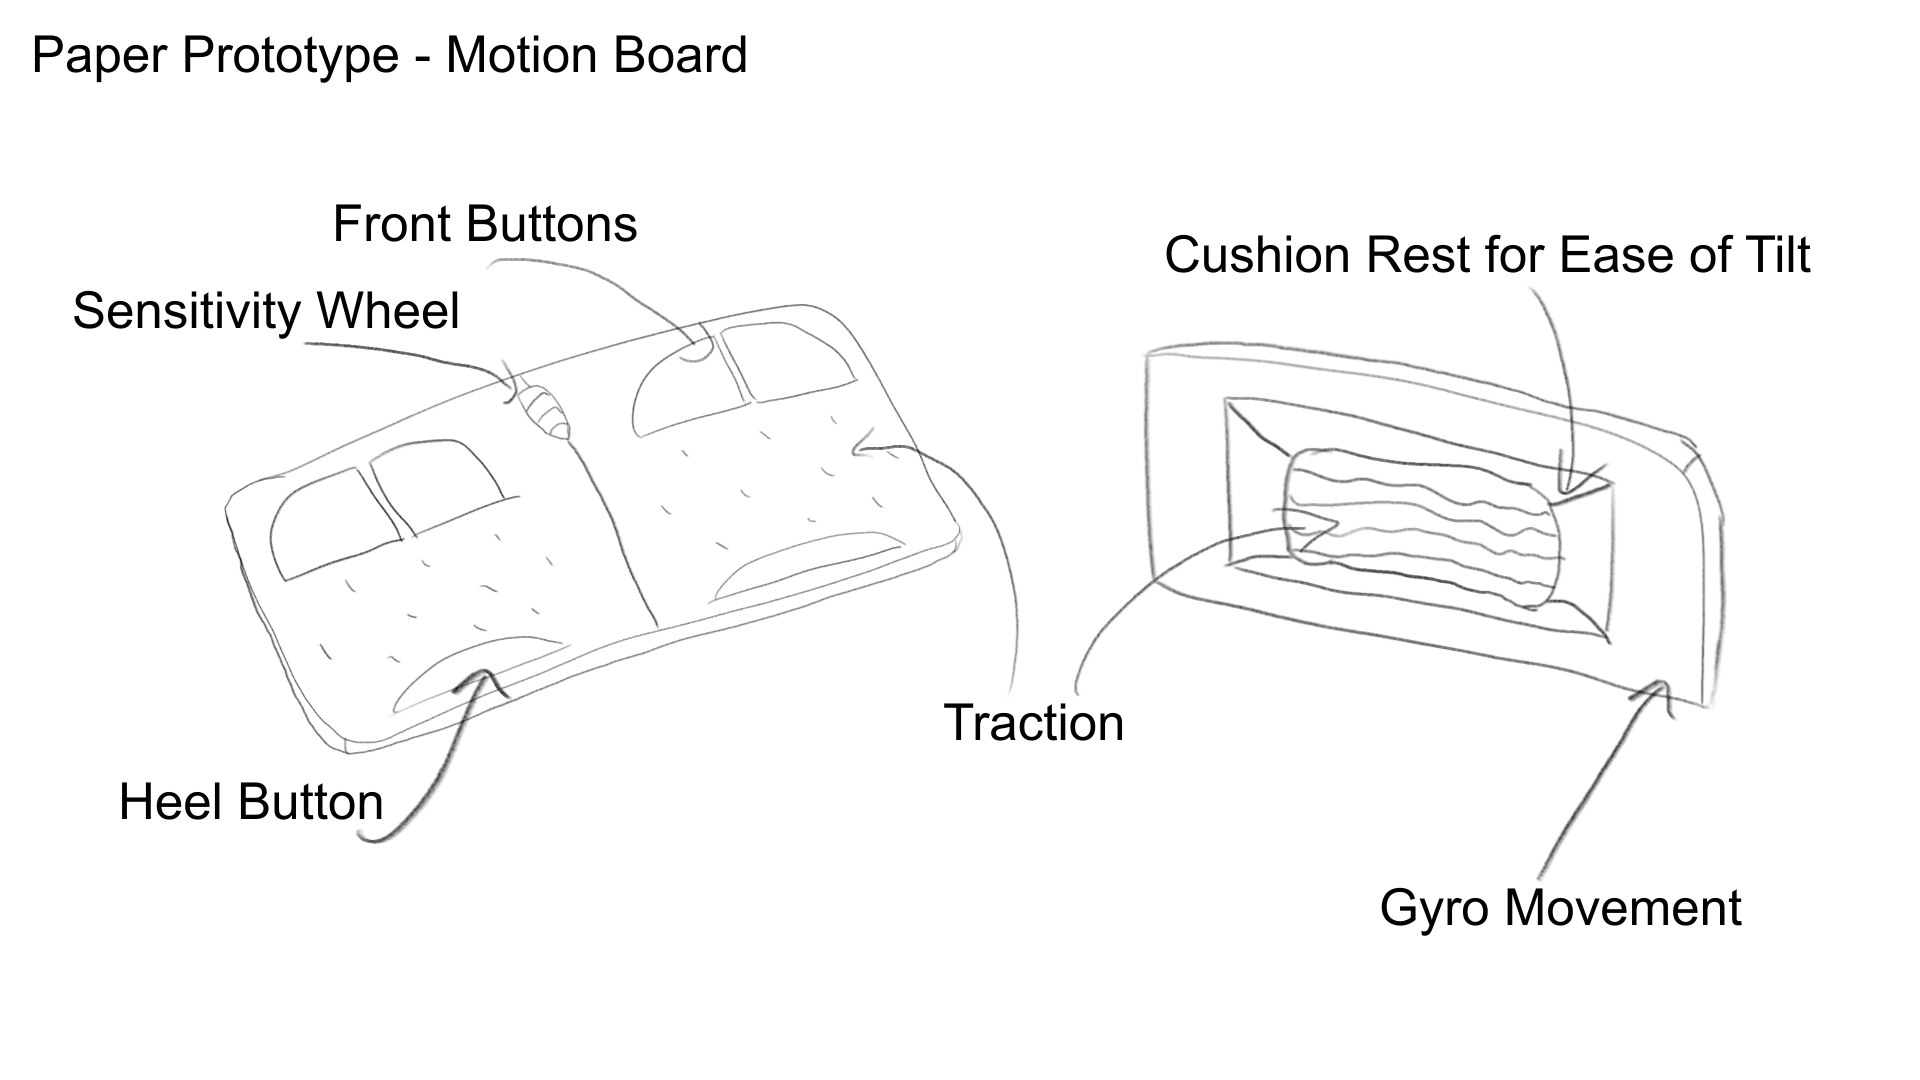 Paper Prototype - Motion Board
Front Buttons
Sensitivity Wheel
Cushion Rest for Ease of Tilt
Traction
Heel Button
Gyro Movement